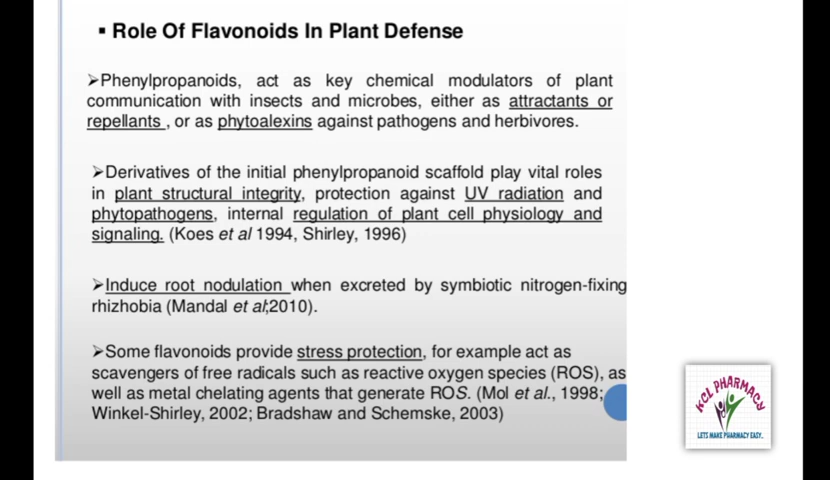 ▪ Role Of Flavonoids In Plant Defense
➢Phenylpropanoids, act as key chemical modulators of plant
communication with insects and microbes, either as attractants or
repellants , or as phytoalexins against pathogens and herbivores.
➢Derivatives of the initial phenylpropanoid scaffold play vital roles
in plant structural integrity, protection against UV radiation and
phytopathogens, internal regulation of plant cell physiology and
signaling. (Koes et al 1994, Shirley, 1996)
➢Induce root nodulation when excreted by symbiotic nitrogen-fixing
rhizhobia (Mandal et al;2010).
➢Some flavonoids provide stress protection, for example act as
scavengers of free radicals such as reactive oxygen species (ROS), as
well as metal chelating agents that generate ROS. (Mol et al., 1998;
Winkel-Shirley, 2002; Bradshaw and Schemske, 2003)
KCL PHARMACY
LETS MAKE PHARMACY EASY.